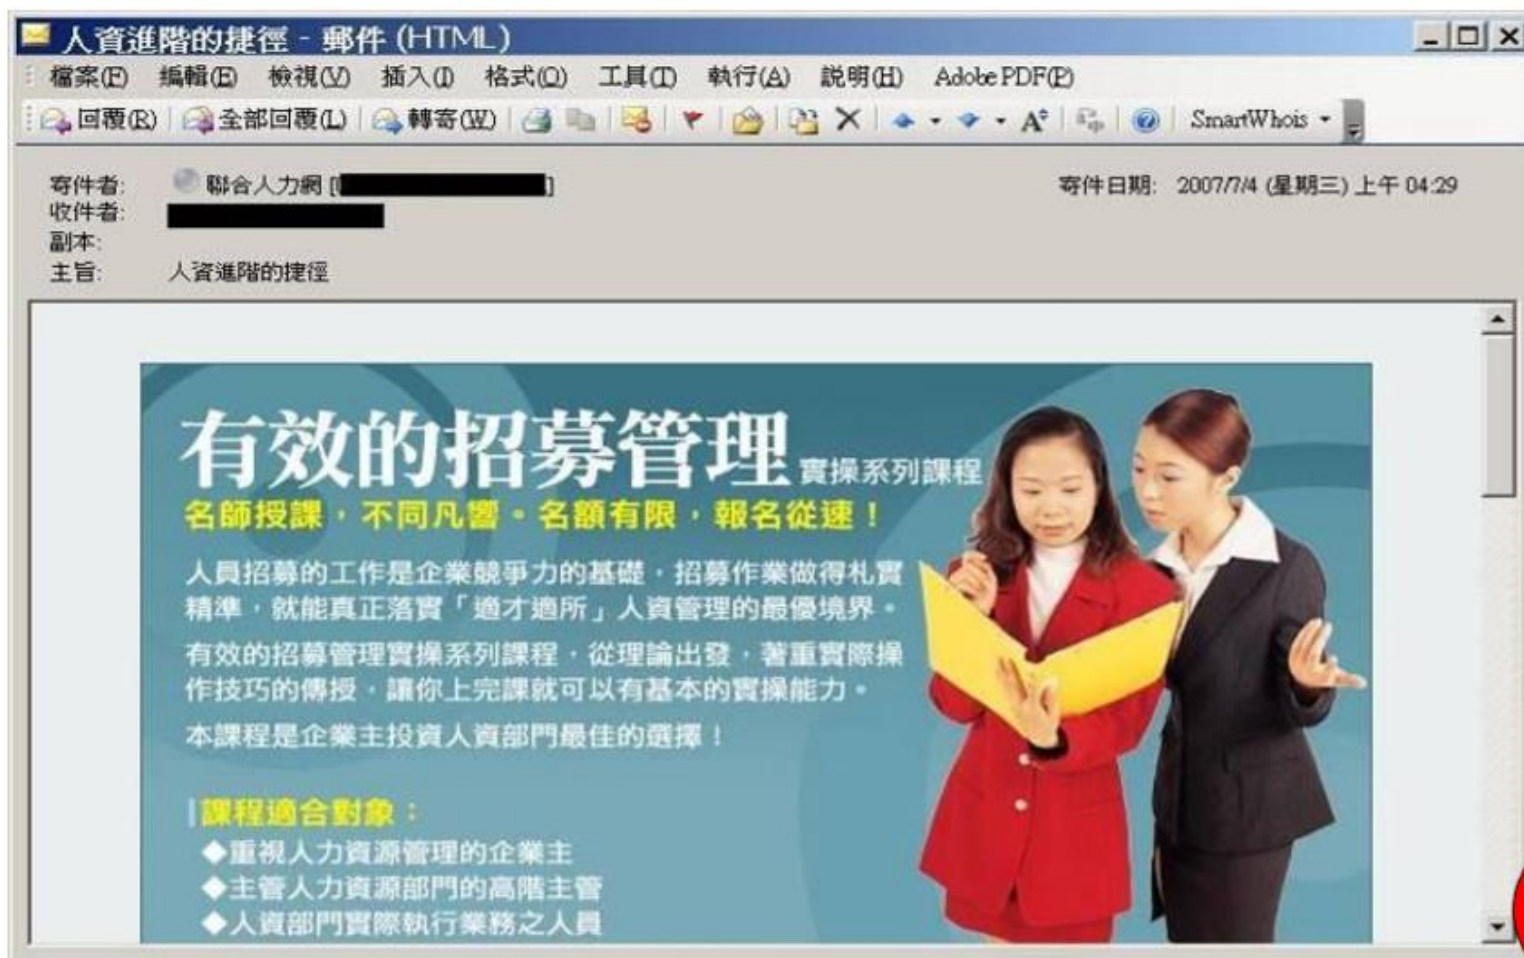 人資進階的捷徑 - 郵件 (HTML)
檔案(F) 編輯(E) 檢視(V) 插入(I) 格式(O) 工具(T) 執行(A) 說明(H) Adobe PDF(P)
回覆(R) 全部回覆(L) 轉寄(W) SmartWhois
寄件者: 聯合人力網 [ ] 寄件日期: 2007/7/4 (星期三) 上午 04:29
收件者:
副本:
主旨: 人資進階的捷徑
有效的招募管理 實操系列課程
名師授課,不同凡響。名額有限,報名從速!
人員招募的工作是企業競爭力的基礎,招募作業做得札實
精準,就能真正落實「適才適所」人資管理的最優境界。
有效的招募管理實操系列課程,從理論出發,著重實際操
作技巧的傳授,讓你上完課就可以有基本的實操能力。
本課程是企業主投資人資部門最佳的選擇!
課程適合對象:
◆重視人力資源管理的企業主
◆主管人力資源部門的高階主管
◆人資部門實際執行業務之人員